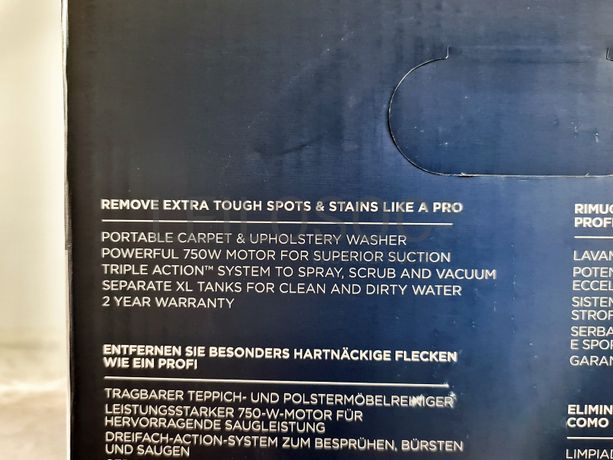 REMOVE EXTRA TOUGH SPOTS & STAINS LIKE A PRO
PORTABLE CARPET & UPHOLSTERY WASHER
POWERFUL 750W MOTOR FOR SUPERIOR SUCTION
TRIPLE ACTION™ SYSTEM TO SPRAY, SCRUB AND VACUUM
SEPARATE XL TANKS FOR CLEAN AND DIRTY WATER
2 YEAR WARRANTY
ENTFERNEN SIE BESONDERS HARTNÄCKIGE FLECKEN
WIE EIN PROFI
TRAGBARER TEPPICH- UND POLSTERMÖBELREINIGER
LEISTUNGSSTARKER 750-W-MOTOR FÜR
HERVORRAGENDE SAUGLEISTUNG
DREIFACH-ACTION-SYSTEM ZUM BESPRÜHEN, BÜRSTEN
UND SAUGEN
RIMUO
PROFE
LAVAN
POTEN
ECCEL
SISTEN
STROF
SERBA
E SPOR
GARAN
ELIMIN
COMO
LIMPIAD